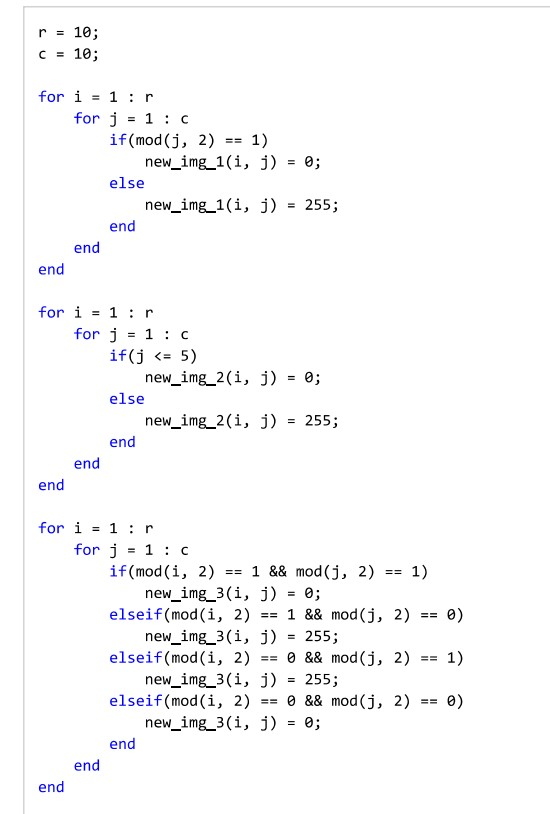 r = 10;
c = 10;
for i = 1 : r
for j = 1 : c
if(mod(j, 2) == 1)
new_img_1(i, j) = 0;
else
new_img_1(i, j) = 255;
end
end
end
for i = 1 : r
for j = 1 : c
if(j <= 5)
new_img_2(i, j) = 0;
else
new_img_2(i, j) = 255;
end
end
end
for i = 1 : r
for j = 1 : c
if(mod(i, 2) == 1 && mod(j, 2) == 1)
new_img_3(i, j) = 0;
elseif(mod(i, 2) == 1 && mod(j, 2) == 0)
new_img_3(i, j) = 255;
elseif(mod(i, 2) == 0 && mod(j, 2) == 1)
new_img_3(i, j) = 255;
elseif(mod(i, 2) == 0 && mod(j, 2) == 0)
new_img_3(i, j) = 0;
end
end
end